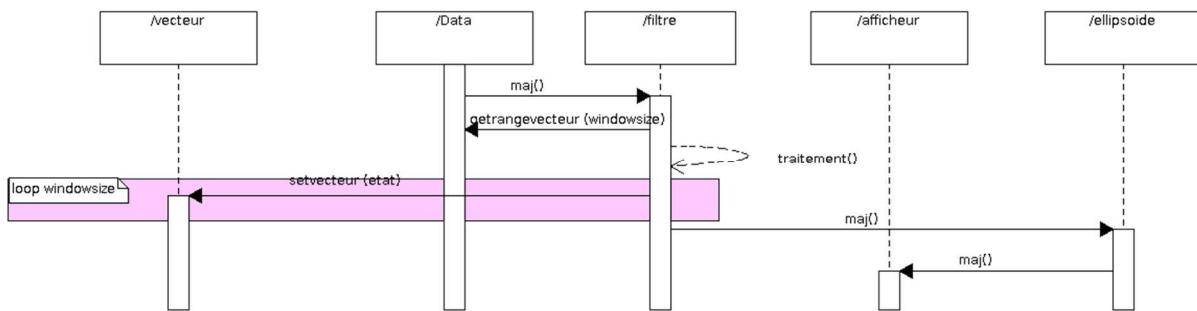 /vecteur
/Data
/filtre
/afficheur
/ellipsoide
maj()
getrangevecteur (windowsize)
traitement()
loop windowsize
setvecteur (etat)
maj()
maj()